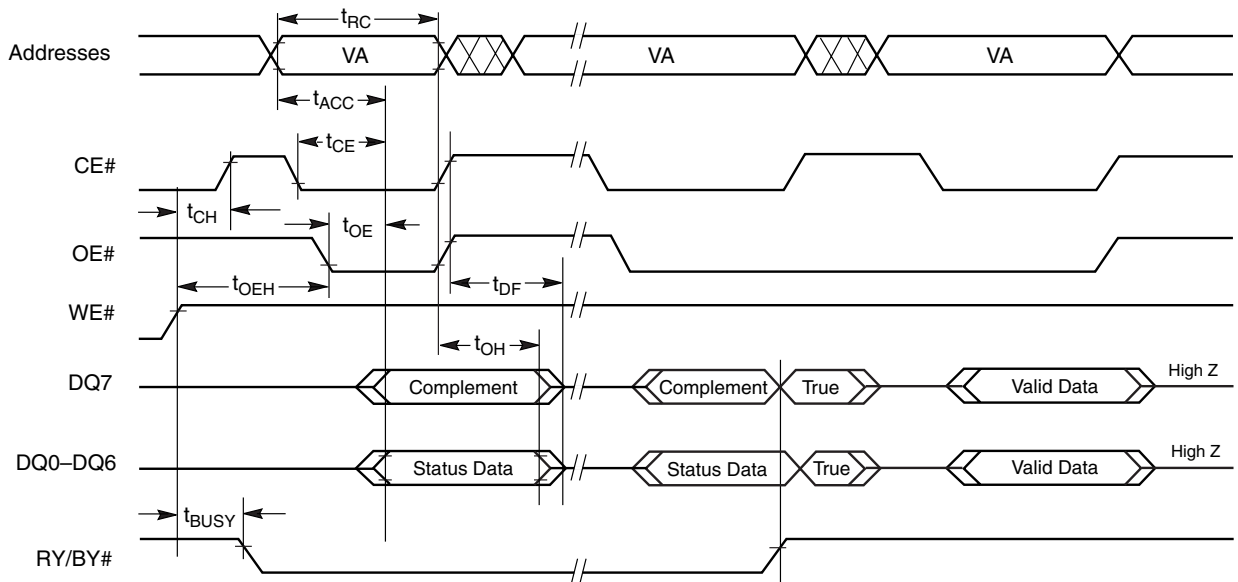 tRC
Addresses VA VA VA
tACC
tCE
CE#
tCH tOE
OE#
tOEH tDF
WE#
tOH
DQ7 Complement Complement True Valid Data High Z
DQ0–DQ6 Status Data Status Data True Valid Data High Z
tBUSY
RY/BY#